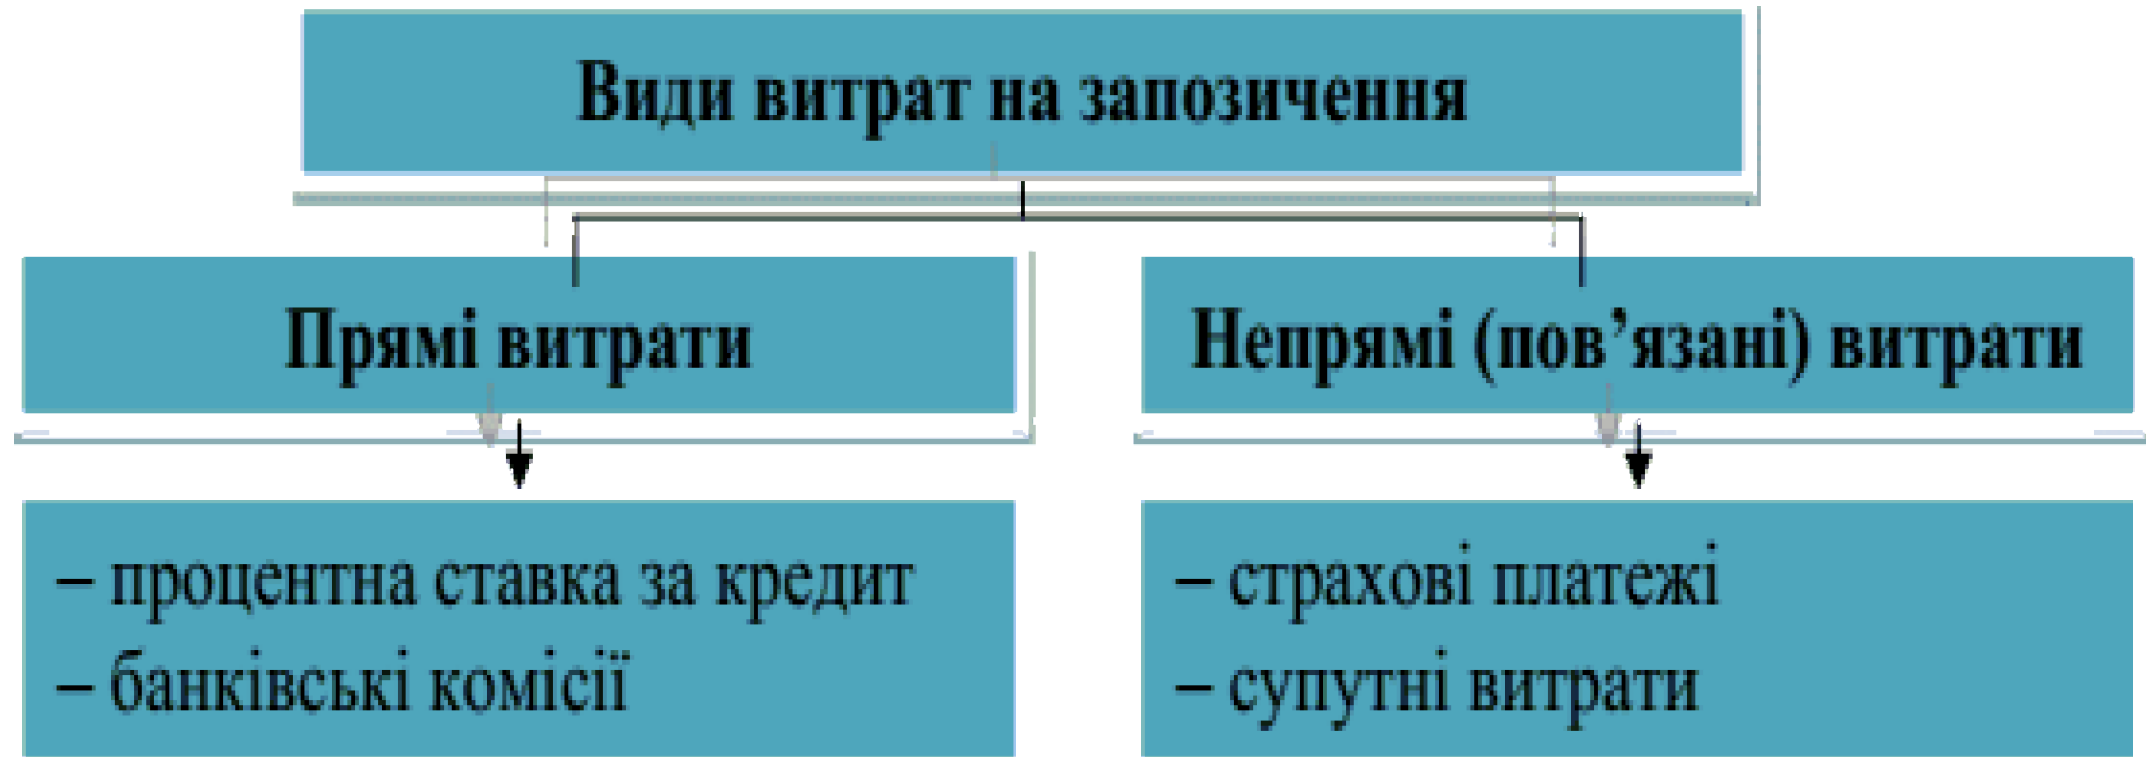 Види витрат на запозичення
Прямі витрати
Непрямі (пов’язані) витрати
– процентна ставка за кредит
– банківські комісії
– страхові платежі
– супутні витрати